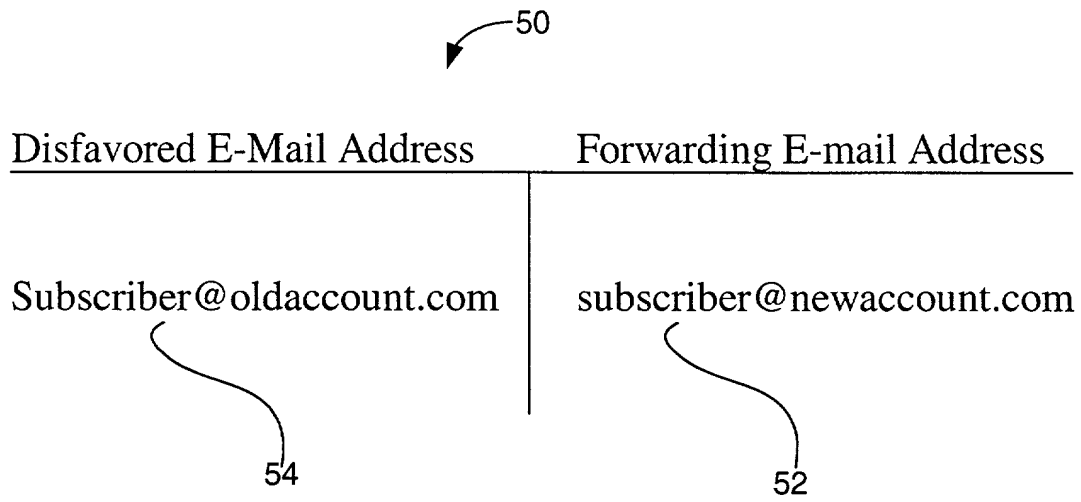 50
Disfavored E-Mail Address Forwarding E-mail Address
Subscriber@oldaccount.com subscriber@newaccount.com
54 52